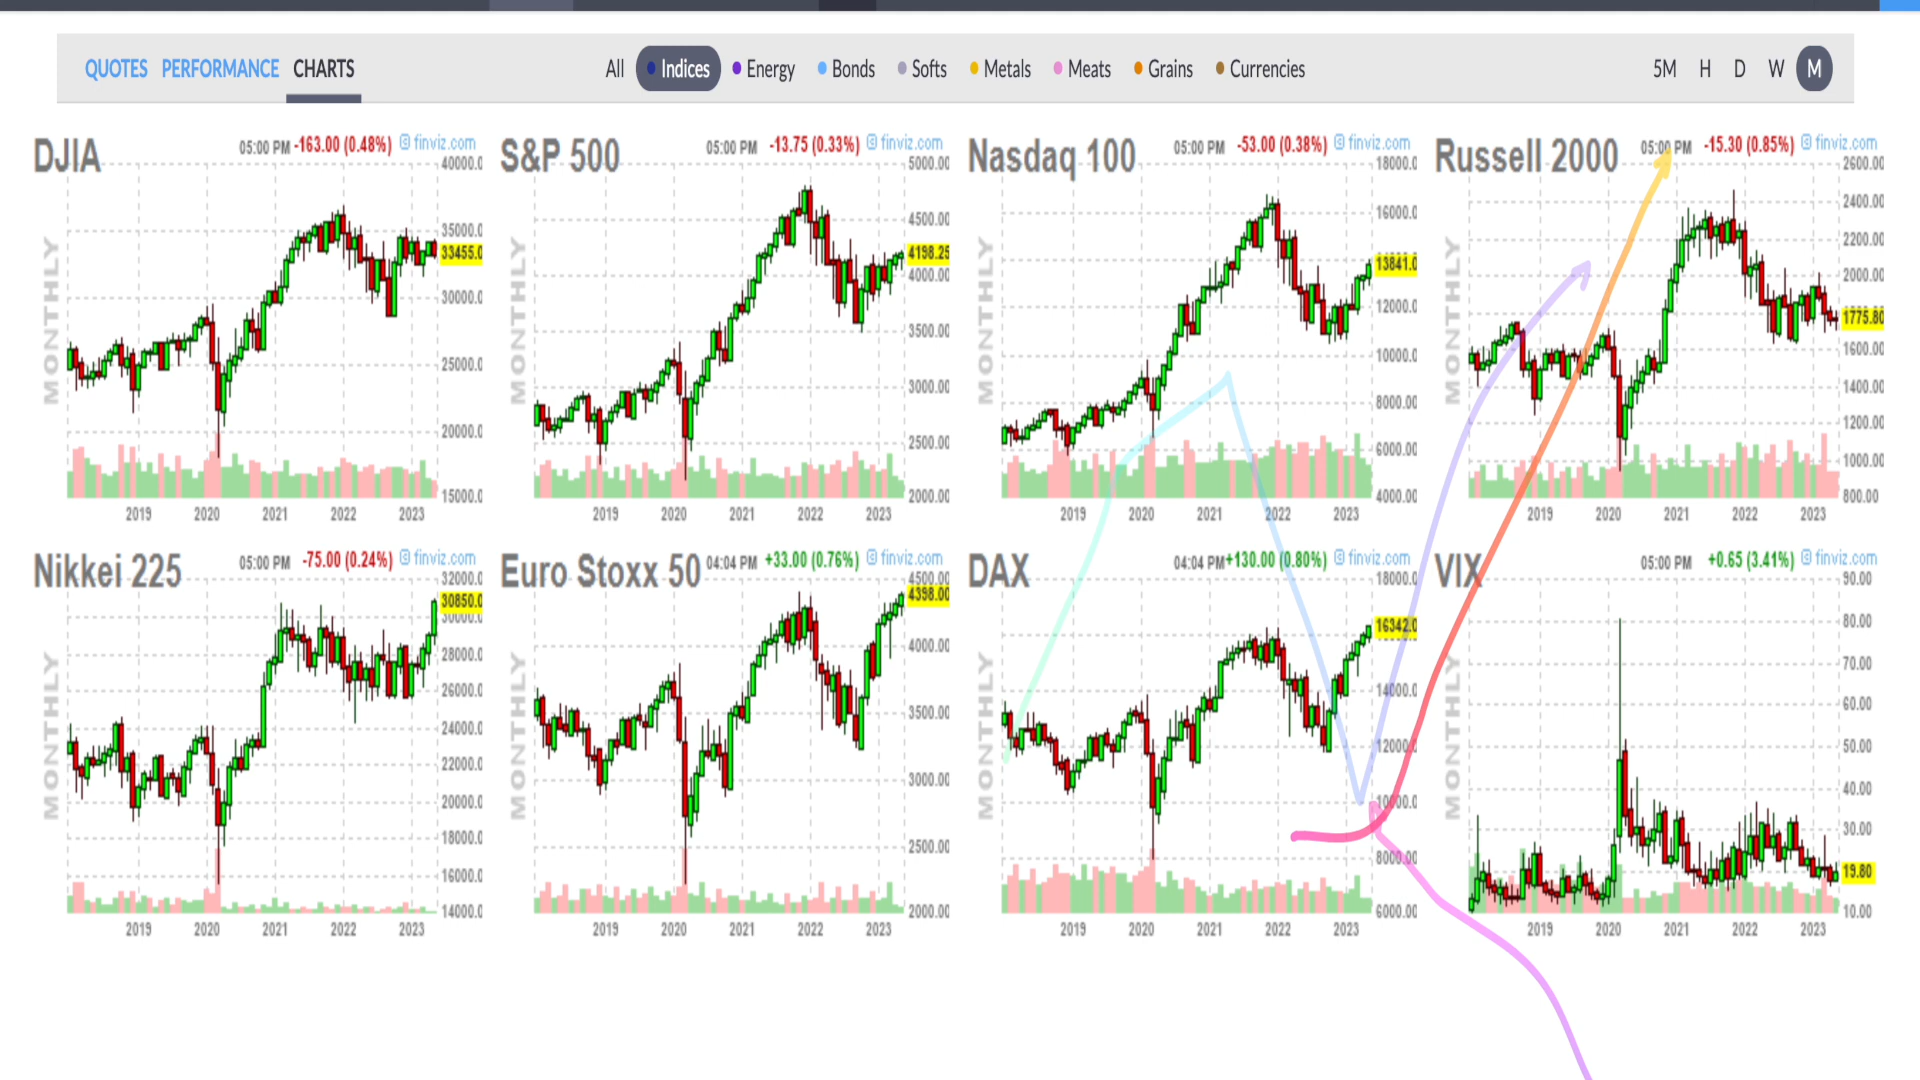 QUOTES PERFORMANCE CHARTS All Indices Energy Bonds Softs Metals Meats Grains Currencies 5M H D W M
DJIA 05:00 PM -163.00 (0.48%) finviz.com
MONTHLY
40000.0
35000.0
33455.0
30000.0
25000.0
20000.0
15000.0
2019 2020 2021 2022 2023
S&P 500 05:00 PM -13.75 (0.33%) finviz.com
MONTHLY
5000.00
4500.00
4198.25
4000.00
3500.00
3000.00
2500.00
2000.00
2019 2020 2021 2022 2023
Nasdaq 100 05:00 PM -53.00 (0.38%) finviz.com
MONTHLY
18000.0
16000.0
13841.0
12000.0
10000.0
8000.00
6000.00
4000.00
2019 2020 2021 2022 2023
Russell 2000 05:00 PM -15.30 (0.85%) finviz.com
MONTHLY
2600.00
2400.00
2200.00
2000.00
1775.80
1600.00
1400.00
1200.00
1000.00
800.00
2019 2020 2021 2022 2023
Nikkei 225 05:00 PM -75.00 (0.24%) finviz.com
MONTHLY
32000.0
30850.0
30000.0
28000.0
26000.0
24000.0
22000.0
20000.0
18000.0
16000.0
14000.0
2019 2020 2021 2022 2023
Euro Stoxx 50 04:04 PM +33.00 (0.76%) finviz.com
MONTHLY
4500.00
4398.00
4000.00
3500.00
3000.00
2500.00
2000.00
2019 2020 2021 2022 2023
DAX 04:04 PM +130.00 (0.80%) finviz.com
MONTHLY
18000.0
16342.0
14000.0
12000.0
10000.0
8000.00
6000.00
2019 2020 2021 2022 2023
VIX 05:00 PM +0.65 (3.41%) finviz.com
MONTHLY
90.00
80.00
70.00
60.00
50.00
40.00
30.00
19.80
10.00
2019 2020 2021 2022 2023